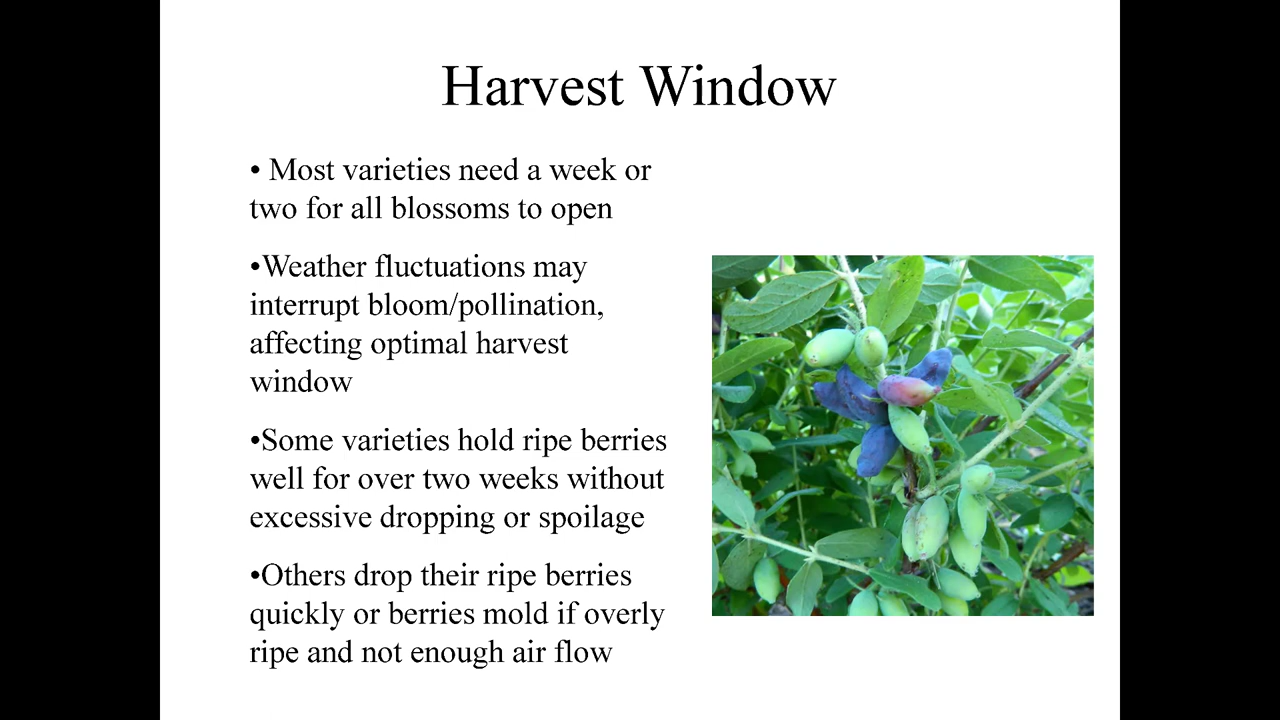 Harvest Window
• Most varieties need a week or
two for all blossoms to open
•Weather fluctuations may
interrupt bloom/pollination,
affecting optimal harvest
window
•Some varieties hold ripe berries
well for over two weeks without
excessive dropping or spoilage
•Others drop their ripe berries
quickly or berries mold if overly
ripe and not enough air flow